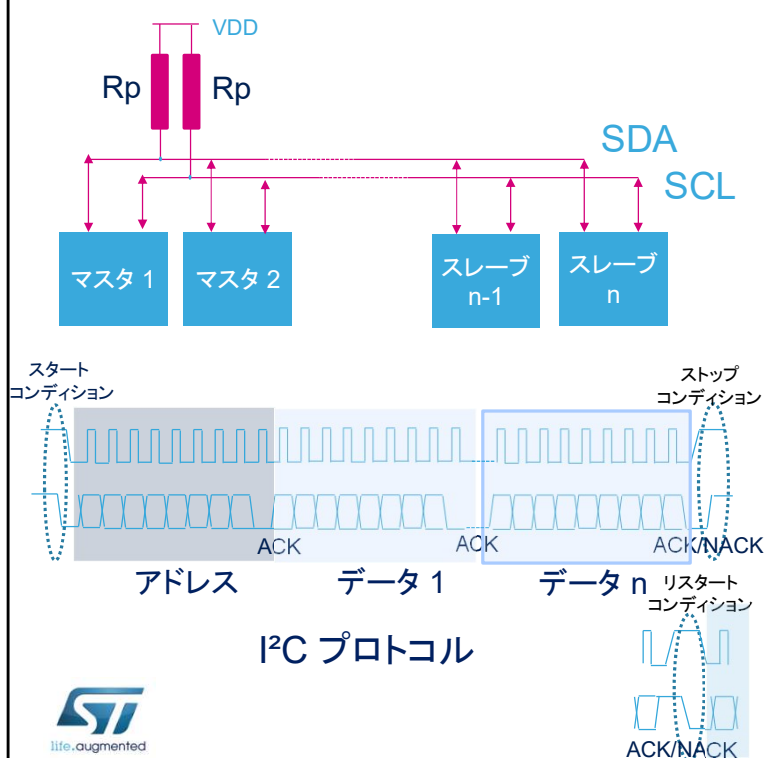 VDD
Rp
Rp
SDA
SCL
マスタ 1
マスタ 2
スレーブ
n-1
スレーブ
n
スタート
コンディション
ストップ
コンディション
ACK
ACK
ACK/NACK
アドレス
データ 1
データ n
リスタート
コンディション
I²C プロトコル
ACK/NACK
ST
life.augmented